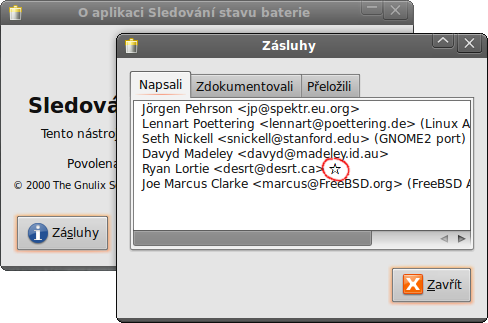 O aplikaci Sledování stavu baterie
Sledová
Tento nástroj
Povolena
© 2000 The Gnulix S
Zásluhy
Zásluhy
Napsali Zdokumentovali Přeložili
Jörgen Pehrson <jp@spektr.eu.org>
Lennart Poettering <lennart@poettering.de> (Linux A
Seth Nickell <snickell@stanford.edu> (GNOME2 port)
Davyd Madeley <davyd@madeley.id.au>
Ryan Lortie <desrt@desrt.ca> ☆
Joe Marcus Clarke <marcus@FreeBSD.org> (FreeBSD A
Zavřít